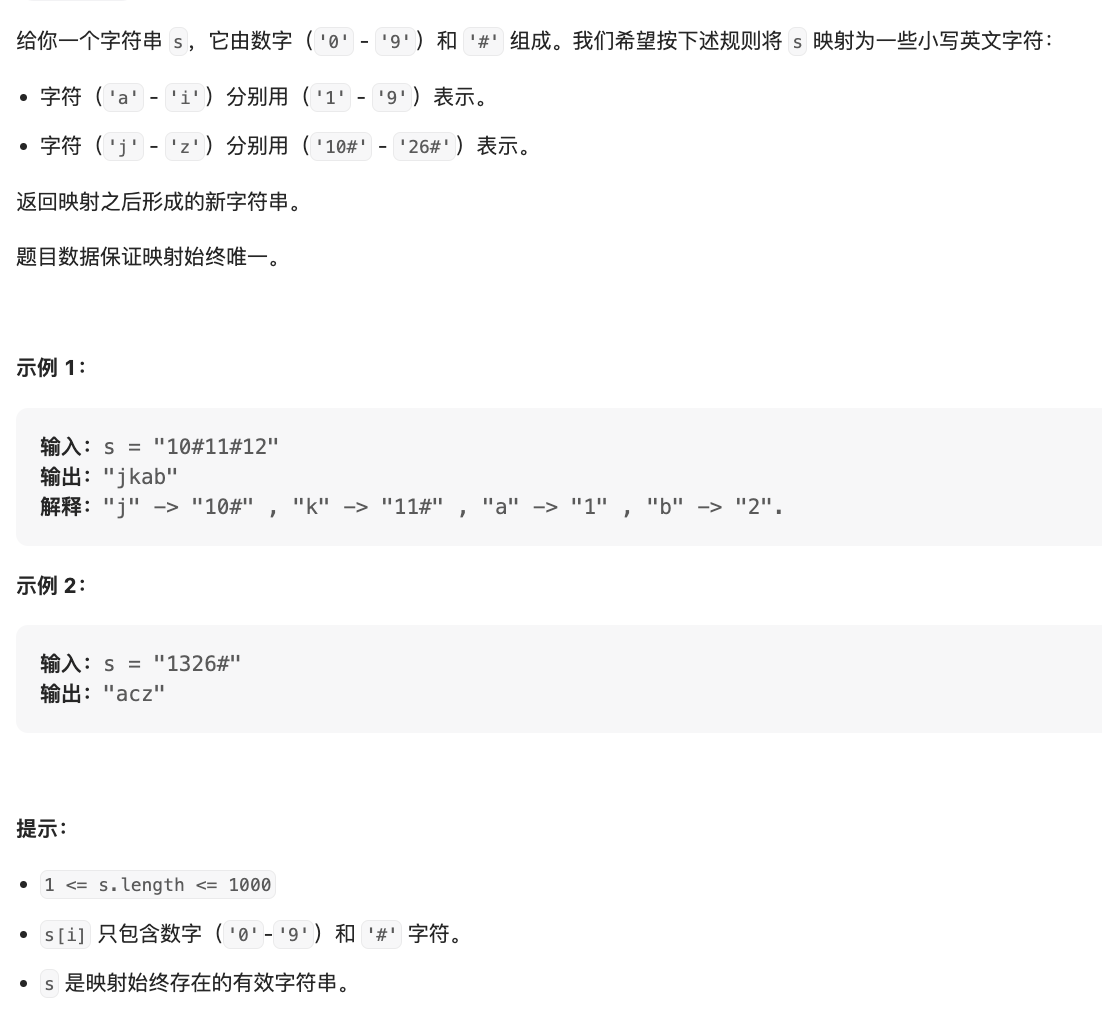 给你一个字符串 s，它由数字（'0' - '9'）和 '#' 组成。我们希望按下述规则将 s 映射为一些小写英文字符：
• 字符（'a' - 'i'）分别用（'1' - '9'）表示。
• 字符（'j' - 'z'）分别用（'10#' - '26#'）表示。
返回映射之后形成的新字符串。
题目数据保证映射始终唯一。
示例 1：
输入：s = "10#11#12"
输出："jkab"
解释："j" -> "10#" , "k" -> "11#" , "a" -> "1" , "b" -> "2".
示例 2：
输入：s = "1326#"
输出："acz"
提示：
• 1 <= s.length <= 1000
• s[i] 只包含数字（'0'-'9'）和 '#' 字符。
• s 是映射始终存在的有效字符串。